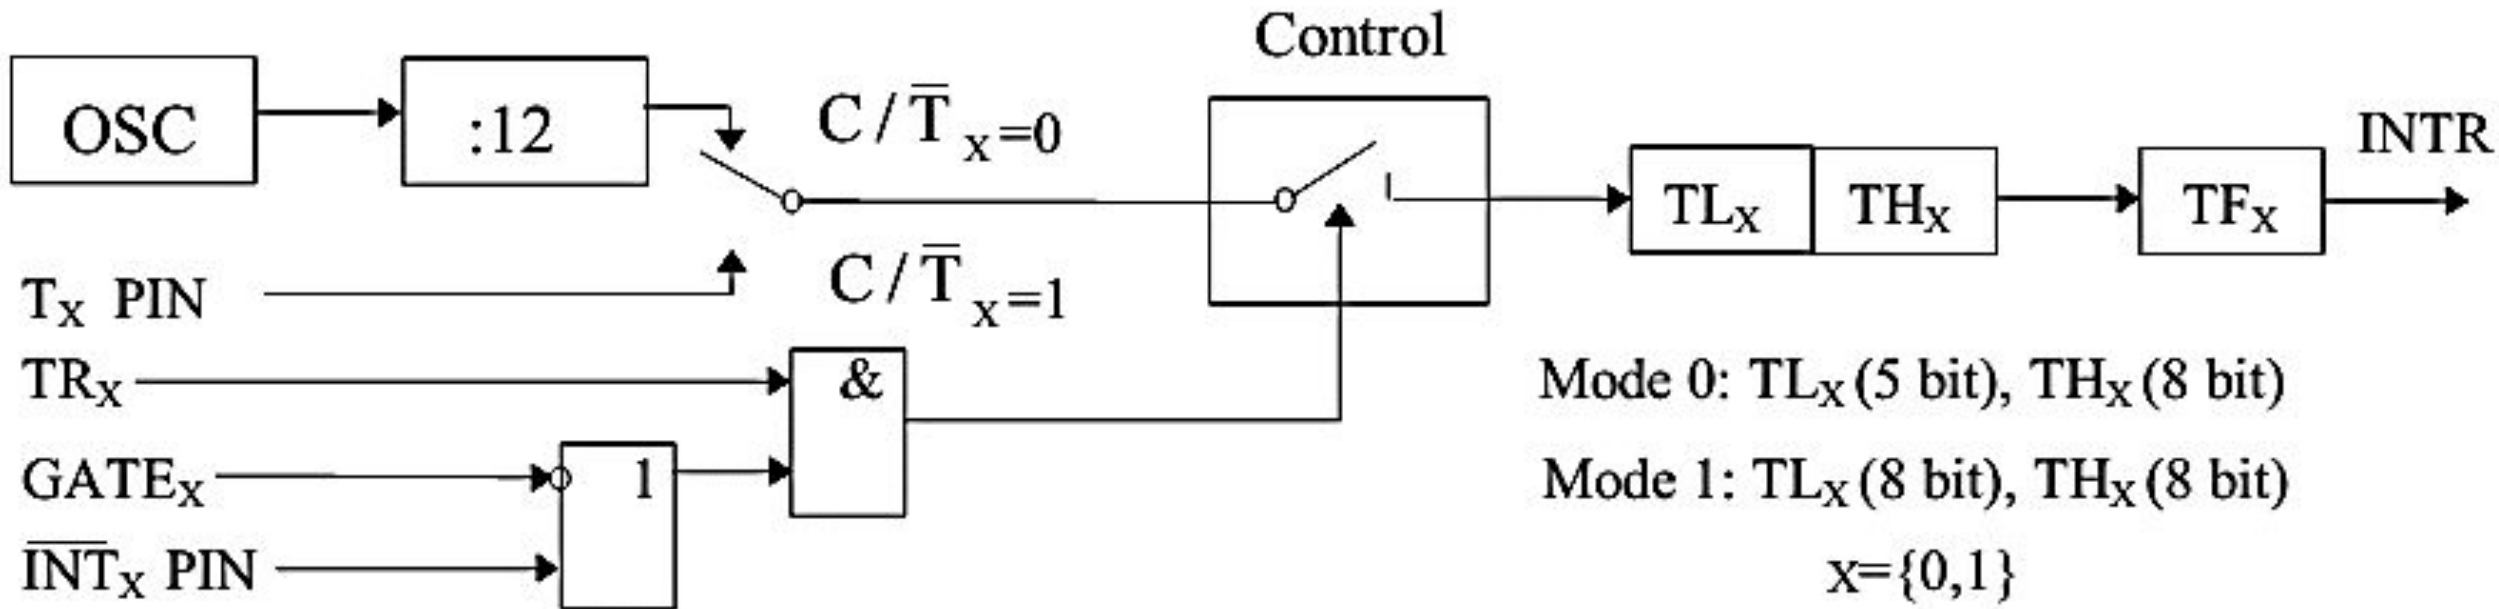 Control
OSC
:12
C/T̅ₓ=0
INTR
TLₓ
THₓ
TFₓ
C/T̅ₓ=1
Tₓ PIN
TRₓ
&
Mode 0: TLₓ (5 bit), THₓ (8 bit)
GATEₓ
1
Mode 1: TLₓ (8 bit), THₓ (8 bit)
I̅N̅T̅ₓ PIN
x={0,1}